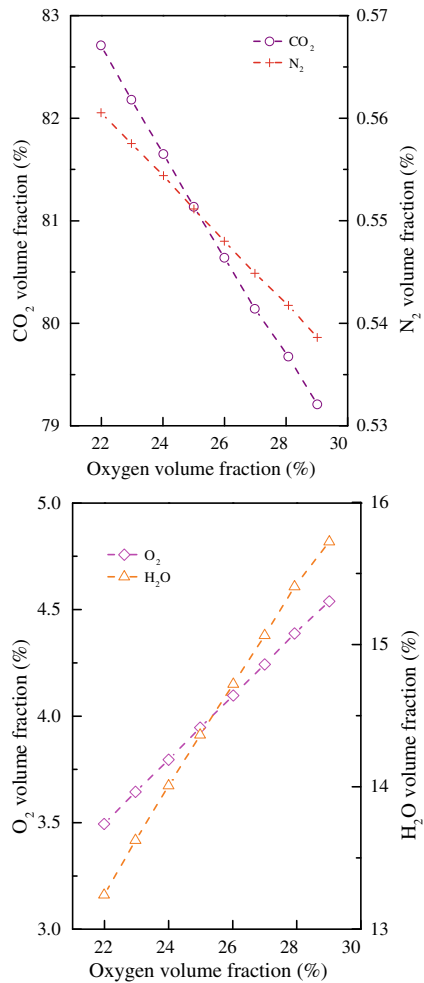 83
82
81
80
79
CO₂ volume fraction (%)
CO₂
N₂
0.57
0.56
0.55
0.54
0.53
N₂ volume fraction (%)
22 24 26 28 30
Oxygen volume fraction (%)
5.0
4.5
4.0
3.5
3.0
O₂ volume fraction (%)
O₂
H₂O
16
15
14
13
H₂O volume fraction (%)
22 24 26 28 30
Oxygen volume fraction (%)